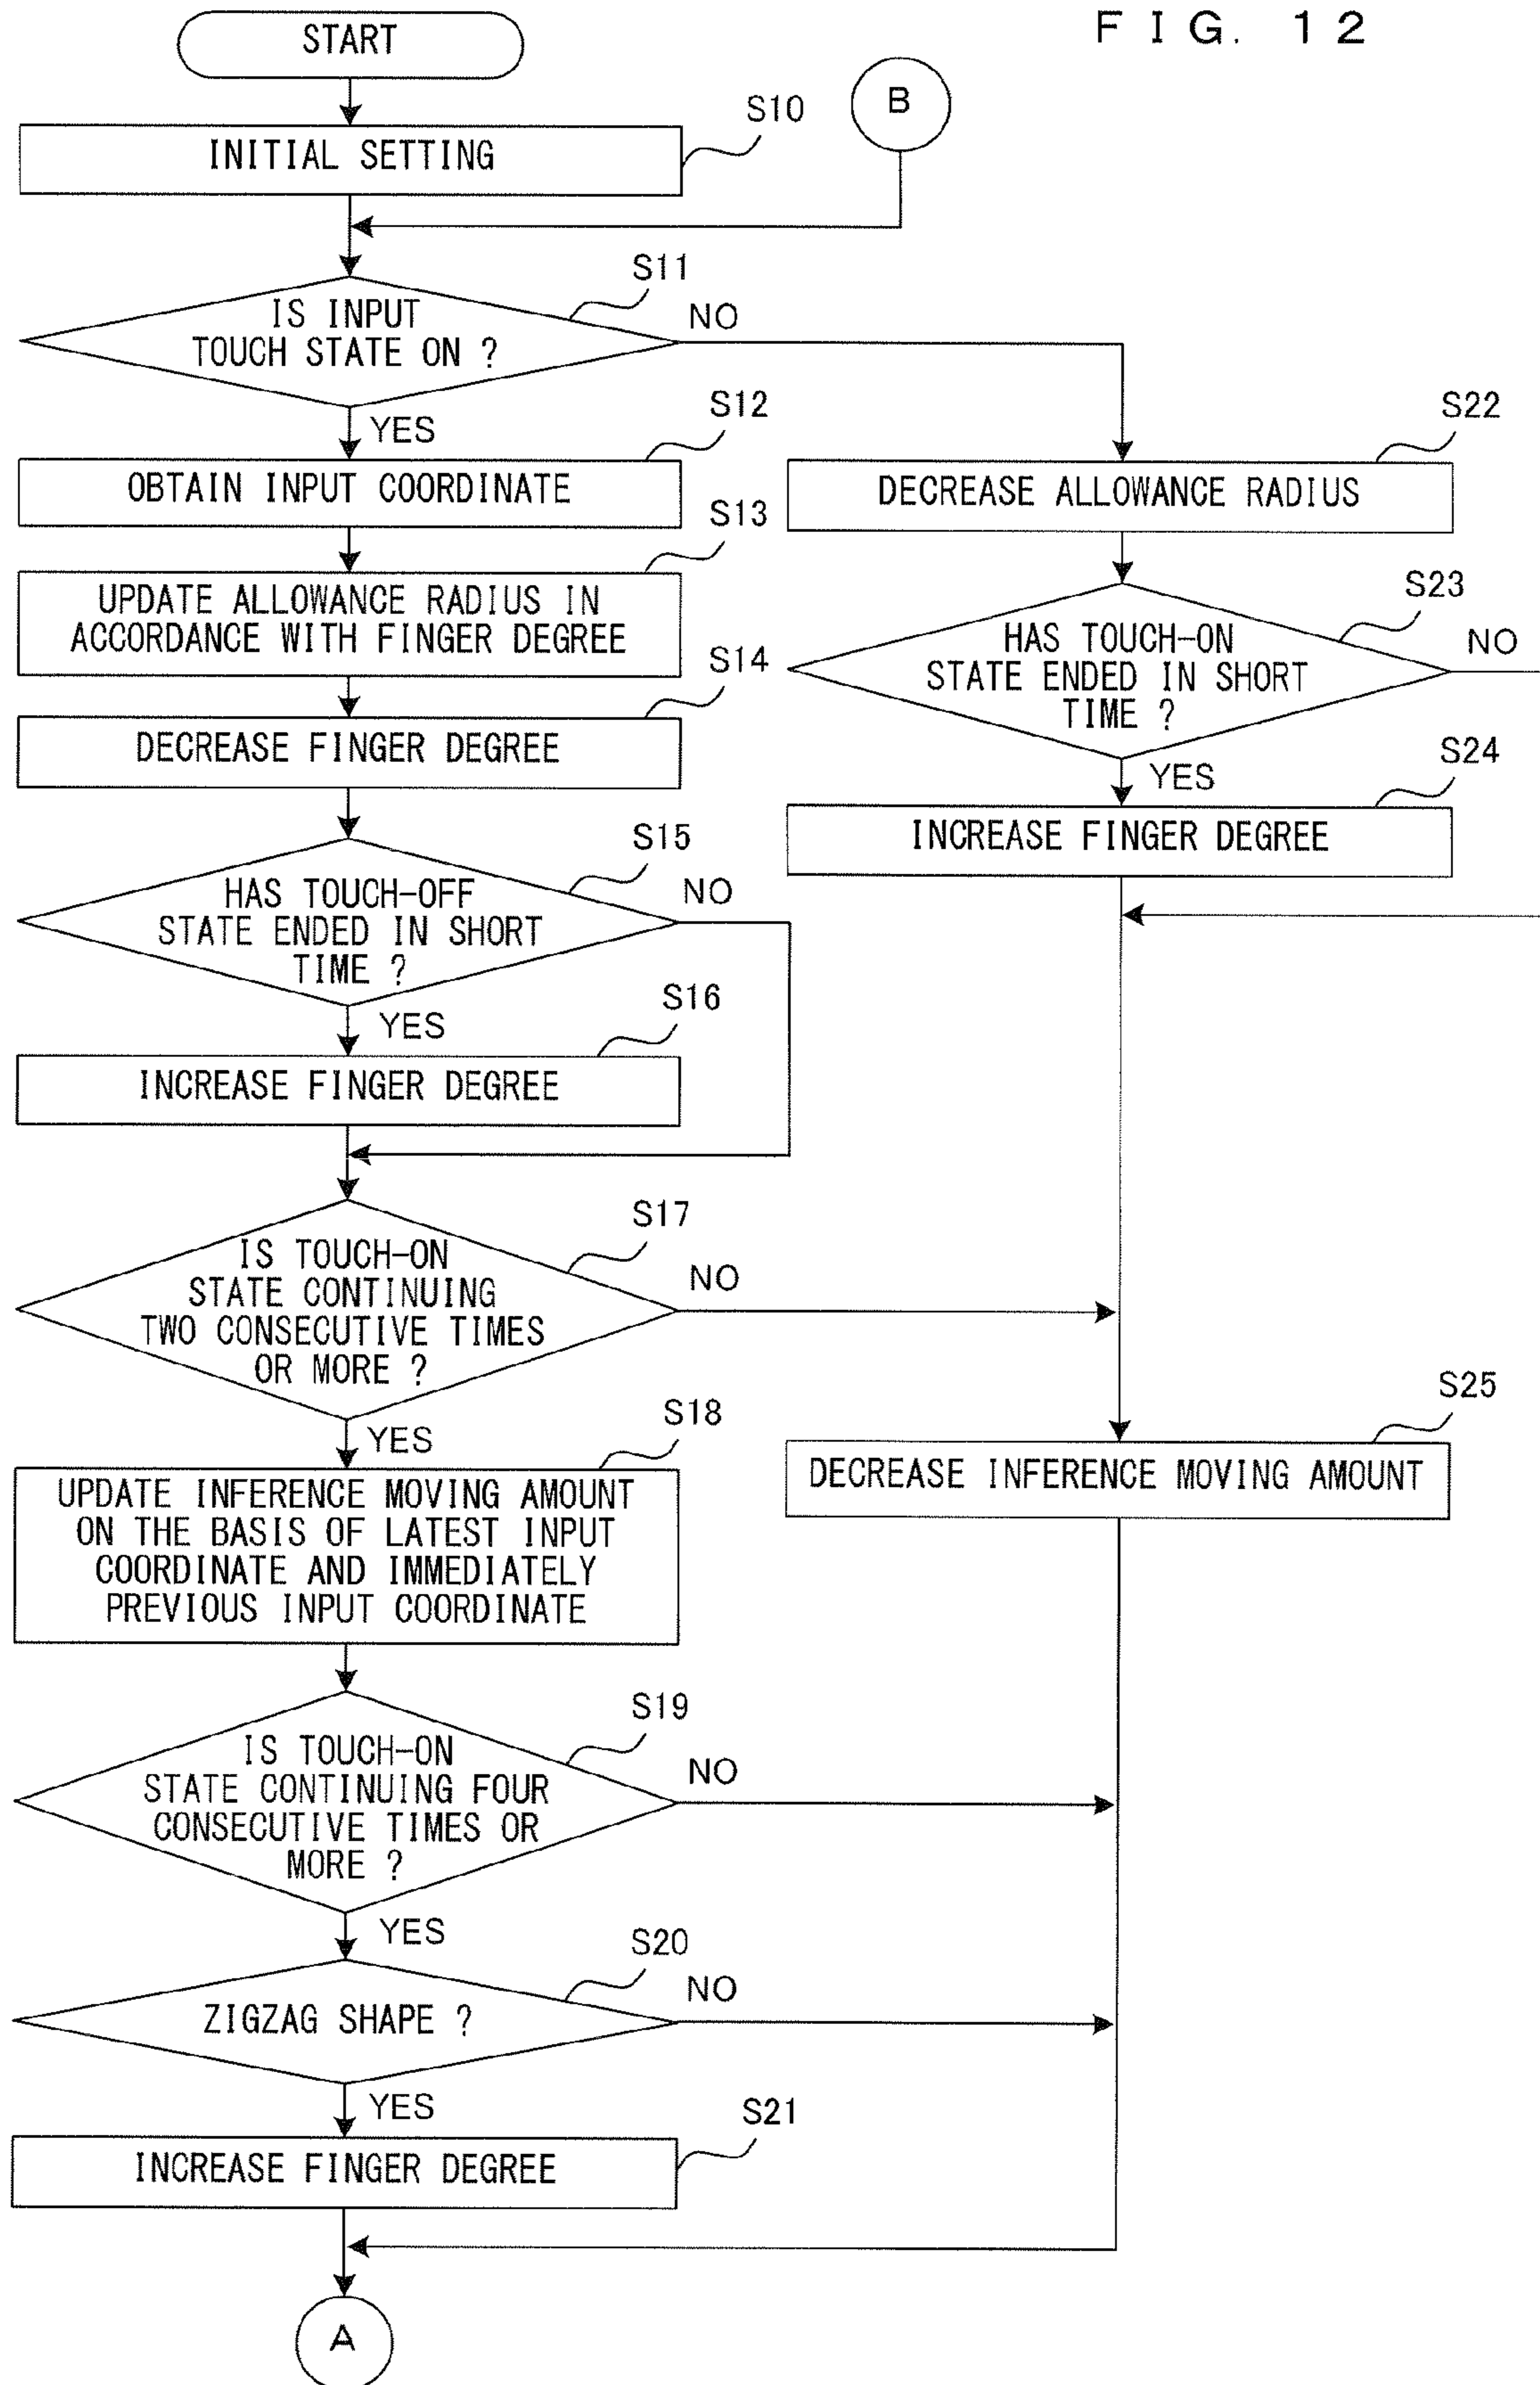 FIG. 12
START
B
S10
INITIAL SETTING
S11
IS INPUT
TOUCH STATE ON ?
NO
YES
S12
OBTAIN INPUT COORDINATE
S13
UPDATE ALLOWANCE RADIUS IN
ACCORDANCE WITH FINGER DEGREE
S14
DECREASE FINGER DEGREE
S15
HAS TOUCH-OFF
STATE ENDED IN SHORT
TIME ?
NO
YES
S16
INCREASE FINGER DEGREE
S17
IS TOUCH-ON
STATE CONTINUING
TWO CONSECUTIVE TIMES
OR MORE ?
NO
YES
S18
UPDATE INFERENCE MOVING AMOUNT
ON THE BASIS OF LATEST INPUT
COORDINATE AND IMMEDIATELY
PREVIOUS INPUT COORDINATE
S19
IS TOUCH-ON
STATE CONTINUING FOUR
CONSECUTIVE TIMES OR
MORE ?
NO
YES
S20
ZIGZAG SHAPE ?
NO
YES
S21
INCREASE FINGER DEGREE
A
S22
DECREASE ALLOWANCE RADIUS
S23
HAS TOUCH-ON
STATE ENDED IN SHORT
TIME ?
NO
YES
S24
INCREASE FINGER DEGREE
S25
DECREASE INFERENCE MOVING AMOUNT